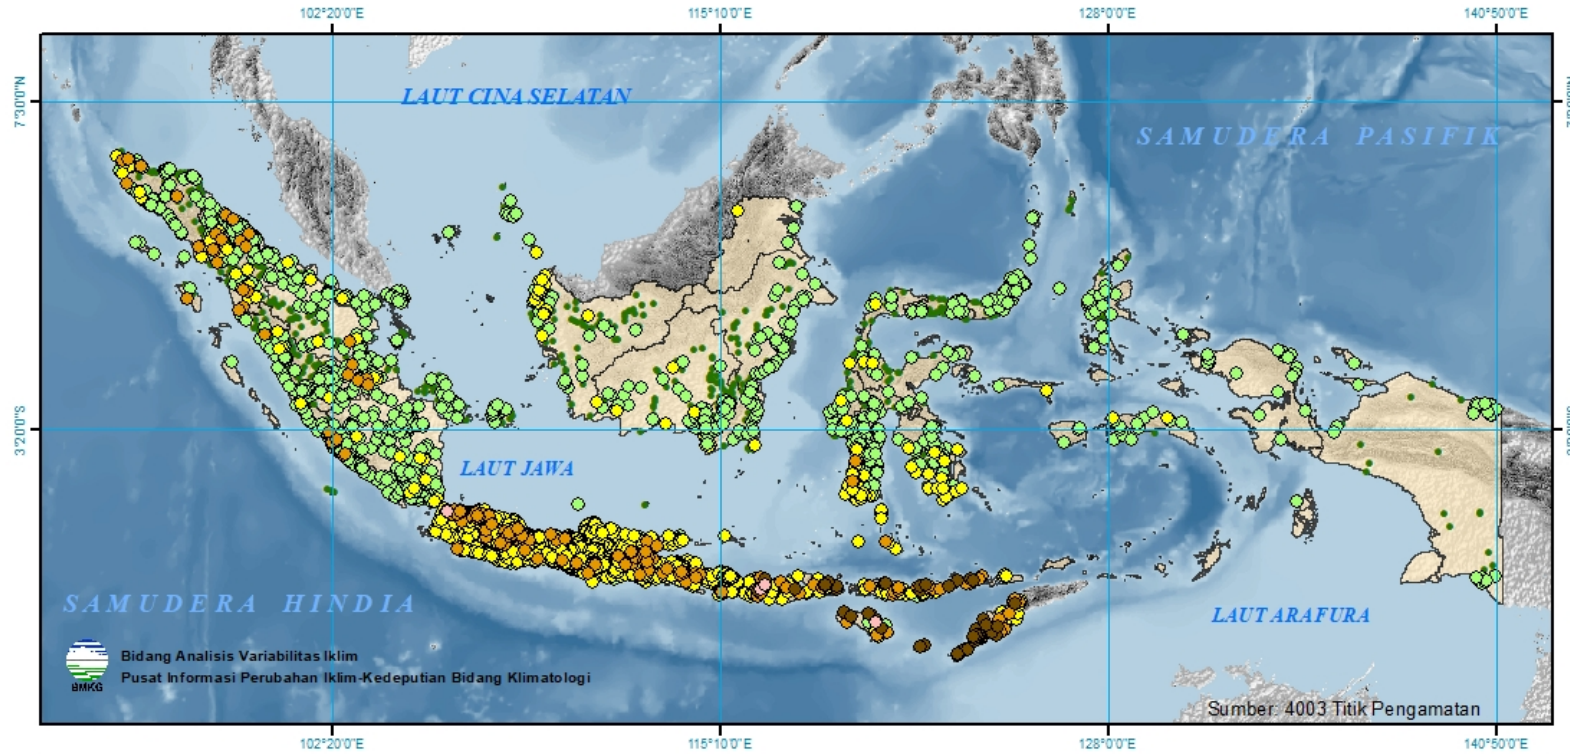 102°20'0"E 115°10'0"E 128°0'0"E 140°50'0"E
7°30'0"N
LAUT CINA SELATAN
SAMUDERA PASIFIK
3°20'0"S
LAUT JAWA
SAMUDERA HINDIA
LAUT ARAFURA
BMKG
Bidang Analisis Variabilitas Iklim
Pusat Informasi Perubahan Iklim-Kedeputian Bidang Klimatologi
Sumber: 4003 Titik Pengamatan
102°20'0"E 115°10'0"E 128°0'0"E 140°50'0"E